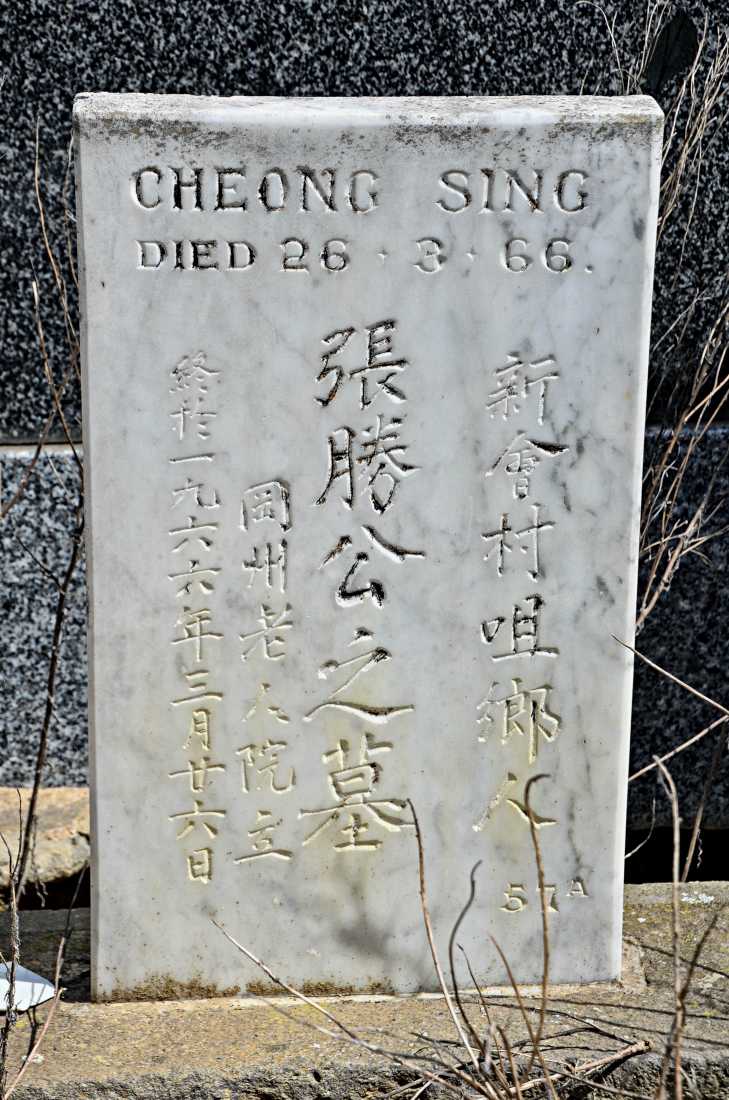 CHEONG SING
DIED 26 · 3 · 66.
新會村咀鄉人
張勝公之墓
岡州老人院立
終於一九六六年三月廿六日
57A